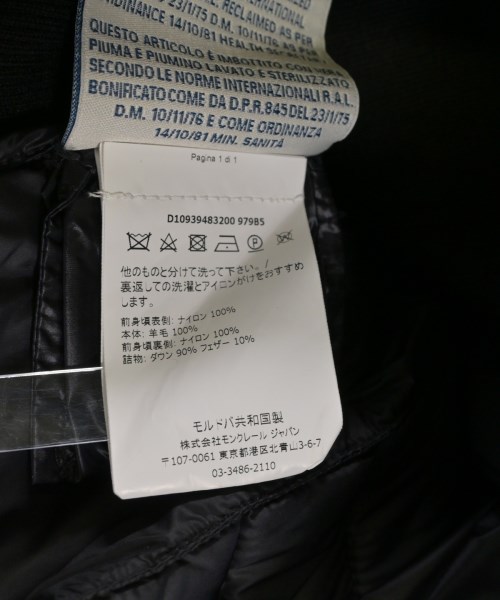 INTERNATIONAL
R.A.L. RECLAIMED AS PER
23/1/75 D.M. 10/11/76 AS PER
ORDINANCE 14/10/81 HEALTH
QUESTO ARTICOLO È IMBOTTITO CON VERA
PIUMA E PIUMINO LAVATO E STERILIZZATO
SECONDO LE NORME INTERNAZIONALI R.A.L.
BONIFICATO COME DA D.P.R. 845 DEL 23/1/75
D.M. 10/11/76 E COME ORDINANZA
14/10/81 MIN. SANITÀ
Pagina 1 di 1
D10939483200 979B5
他のものと分けて洗って下さい。/
裏返しての洗濯とアイロンがけをおすすめ
します。
前身頃表側: ナイロン 100%
本体: 羊毛 100%
前身頃裏側: ナイロン 100%
詰物: ダウン 90% フェザー 10%
モルドバ共和国製
株式会社モンクレール ジャパン
〒107-0061 東京都港区北青山3-6-7
03-3486-2110